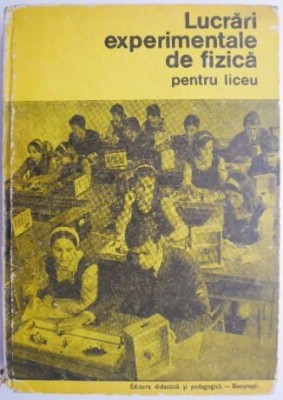 Lucrări
experimentale
de fizică
pentru liceu
Editura didactică și pedagogică — București